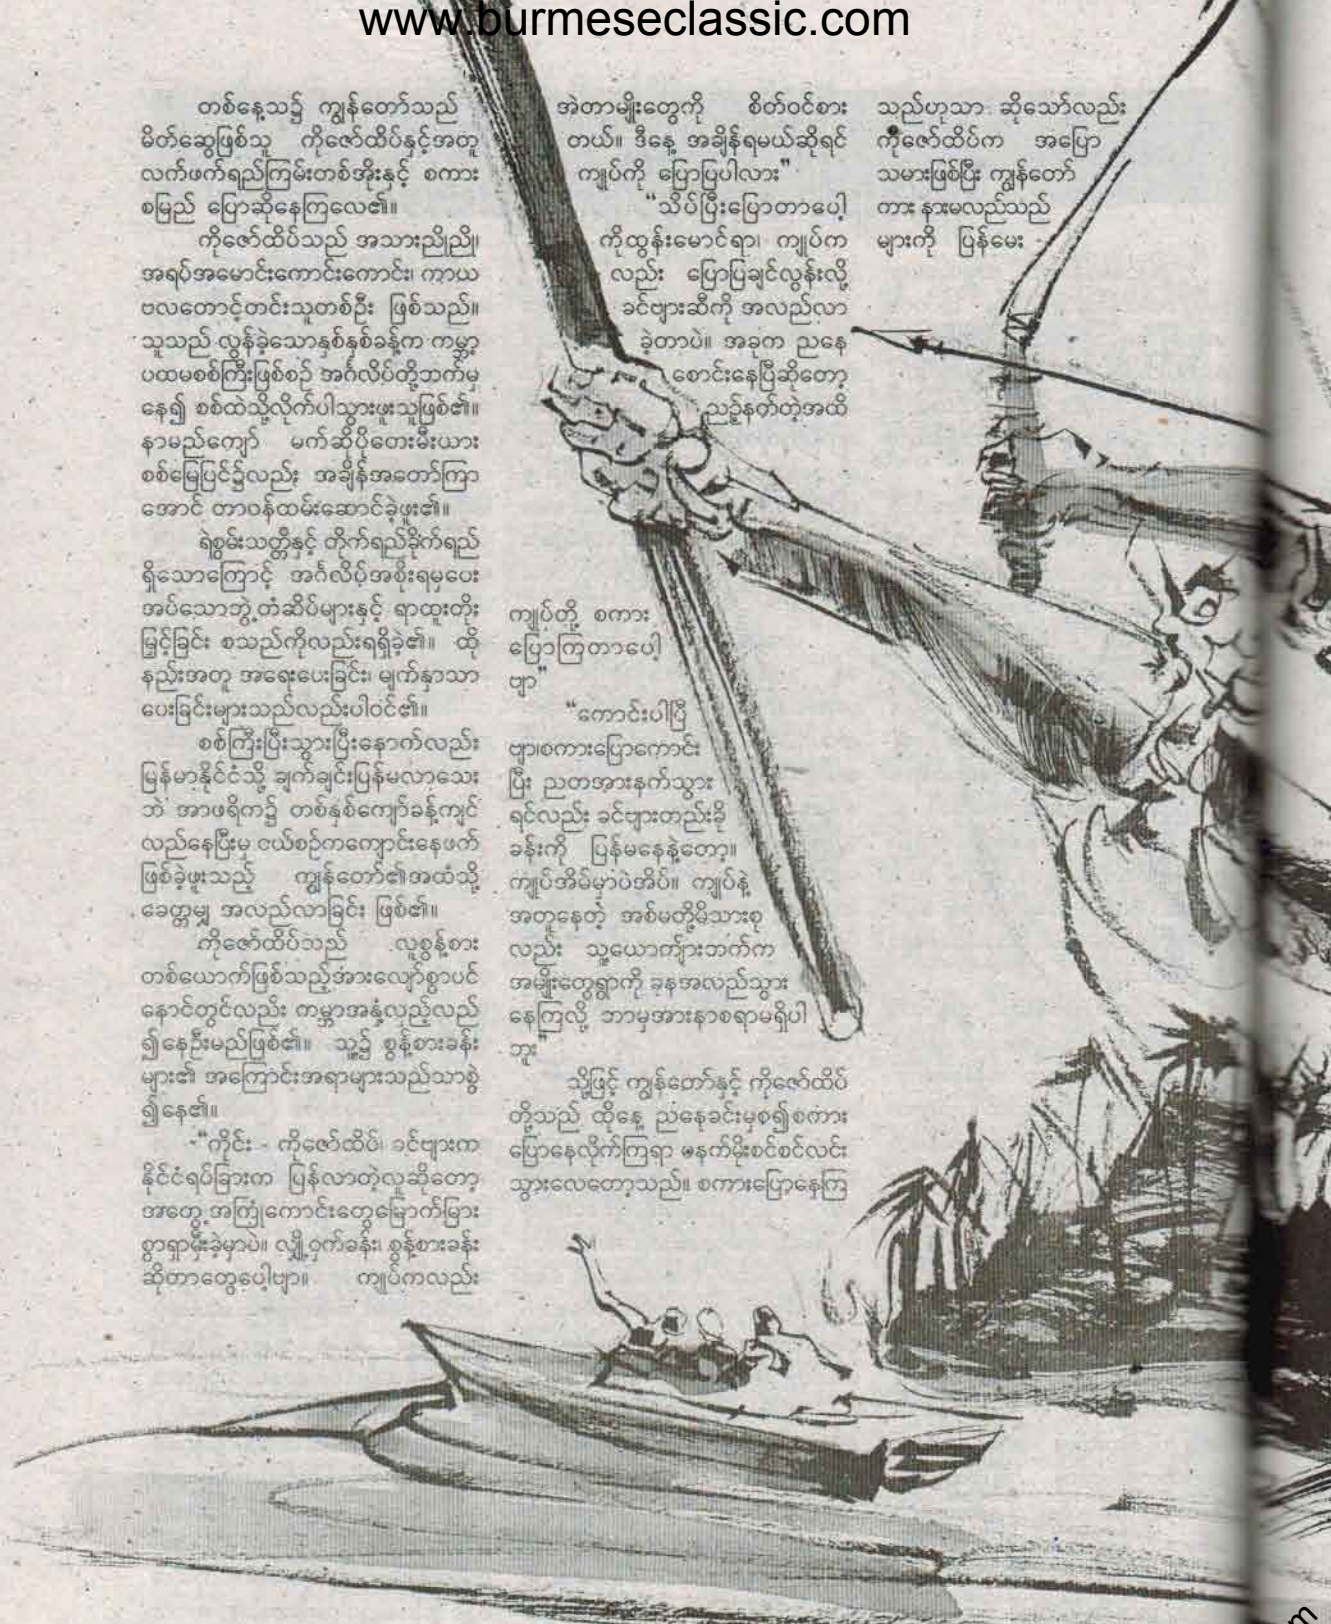 www.burmeseclassic.com
တစ်နေ့သ၌ ကျွန်တော်သည်
မိတ်ဆွေဖြစ်သူ ကိုဇော်ထိပ်နှင့်အတူ
လက်ဖက်ရည်ကြမ်းတစ်အိုးနှင့် စကား
စမြည် ပြောဆိုနေကြလေ၏။
ကိုဇော်ထိပ်သည် အသားညိုညို၊
အရပ်အမောင်းကောင်းကောင်း၊ ကာယ
ဗလတောင့်တင်းသူတစ်ဦး ဖြစ်သည်။
သူသည် လွန်ခဲ့သောနှစ်နှစ်ခန့်က ကမ္ဘာ့
ပထမစစ်ကြီးဖြစ်စဉ် အင်္ဂလိပ်တို့ဘက်မှ
နေ၍ စစ်ထဲသို့လိုက်ပါသွားဖူးသူဖြစ်၏။
နာမည်ကျော် မက်ဆိုပိုတေးမီးယား
စစ်မြေပြင်၌လည်း အချိန်အတော်ကြာ
အောင် တာဝန်ထမ်းဆောင်ခဲ့ဖူး၏။
ရဲစွမ်းသတ္တိနှင့် တိုက်ရည်ခိုက်ရည်
ရှိသောကြောင့် အင်္ဂလိပ်အစိုးရမှပေး
အပ်သောဘွဲ့တံဆိပ်များနှင့် ရာထူးတိုး
မြှင့်ခြင်း စသည်ကိုလည်းရရှိခဲ့၏။ ထို
နည်းအတူ အရေးပေးခြင်း၊ မျက်နှာသာ
ပေးခြင်းများသည်လည်းပါဝင်၏။
စစ်ကြီးပြီးသွားပြီးနောက်လည်း
မြန်မာနိုင်ငံသို့ ချက်ချင်းပြန်မလာသေး
ဘဲ အာဖရိက၌ တစ်နှစ်ကျော်ခန့်ကျင်
လည်နေပြီးမှ ငယ်စဉ်ကကျောင်းနေဖက်
ဖြစ်ခဲ့ဖူးသည့် ကျွန်တော်၏အထံသို့
ခေတ္တမျှ အလည်လာခြင်း ဖြစ်၏။
ကိုဇော်ထိပ်သည် လူစွန့်စား
တစ်ယောက်ဖြစ်သည့်အားလျော်စွာပင်
နောင်တွင်လည်း ကမ္ဘာအနှံ့လှည့်လည်
၍နေဦးမည်ဖြစ်၏။ သူ့၌ စွန့်စားခန်း
များ၏ အကြောင်းအရာများသည်သာစွဲ
၍နေ၏။
“ကိုင်း - ကိုဇော်ထိပ်၊ ခင်ဗျားက
နိုင်ငံရပ်ခြားက ပြန်လာတဲ့လူဆိုတော့
အတွေ့အကြုံကောင်းတွေမြောက်မြား
စွာရှာမှီးခဲ့မှာပဲ။ လျှို့ဝှက်ခန်း၊ စွန့်စားခန်း
ဆိုတာတွေပေါ့ဗျာ။ ကျုပ်ကလည်း
အဲတာမျိုးတွေကို စိတ်ဝင်စား
တယ်။ ဒီနေ့ အချိန်ရမယ်ဆိုရင်
ကျုပ်ကို ပြောပြပါလား”
“သိပ်ပြီးပြောတာပေါ့
ကိုထွန်းမောင်ရာ၊ ကျုပ်က
လည်း ပြောပြချင်လွန်းလို့
ခင်ဗျားဆီကို အလည်လာ
ခဲ့တာပဲ။ အခုက ညနေ
စောင်းနေပြီဆိုတော့
ညဉ့်နက်တဲ့အထိ
ကျုပ်တို့ စကား
ပြောကြတာပေါ့
ဗျာ”
“ကောင်းပါပြီ
ဗျာ၊စကားပြောကောင်း
ပြီး ညတအားနက်သွား
ရင်လည်း ခင်ဗျားတည်းခို
ခန်းကို ပြန်မနေနဲ့တော့။
ကျုပ်အိမ်မှာပဲအိပ်။ ကျုပ်နဲ့
အတူနေတဲ့ အစ်မတို့မိသားစု
လည်း သူ့ယောက်ျားဘက်က
အမျိုးတွေရွာကို ခုနအလည်သွား
နေကြလို့ ဘာမှအားနာစရာမရှိပါ
ဘူး”
သို့ဖြင့် ကျွန်တော်နှင့် ကိုဇော်ထိပ်
တို့သည် ထိုနေ့ ညနေခင်းမှစ၍စကား
ပြောနေလိုက်ကြရာ မနက်မိုးစင်စင်လင်း
သွားလေတော့သည်။ စကားပြောနေကြ
သည်ဟုသာ ဆိုသော်လည်း
ကိုဇော်ထိပ်က အပြော
သမားဖြစ်ပြီး ကျွန်တော်
ကား နားမလည်သည်
များကို ပြန်မေး